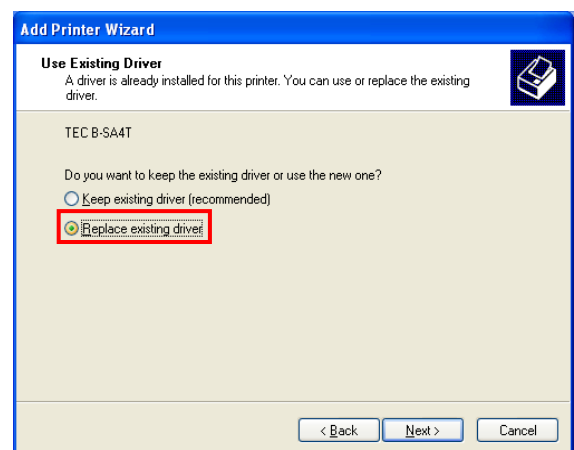 Add Printer Wizard
Use Existing Driver
A driver is already installed for this printer. You can use or replace the existing
driver.
TEC B-SA4T
Do you want to keep the existing driver or use the new one?
Keep existing driver (recommended)
Replace existing driver
< Back
Next >
Cancel